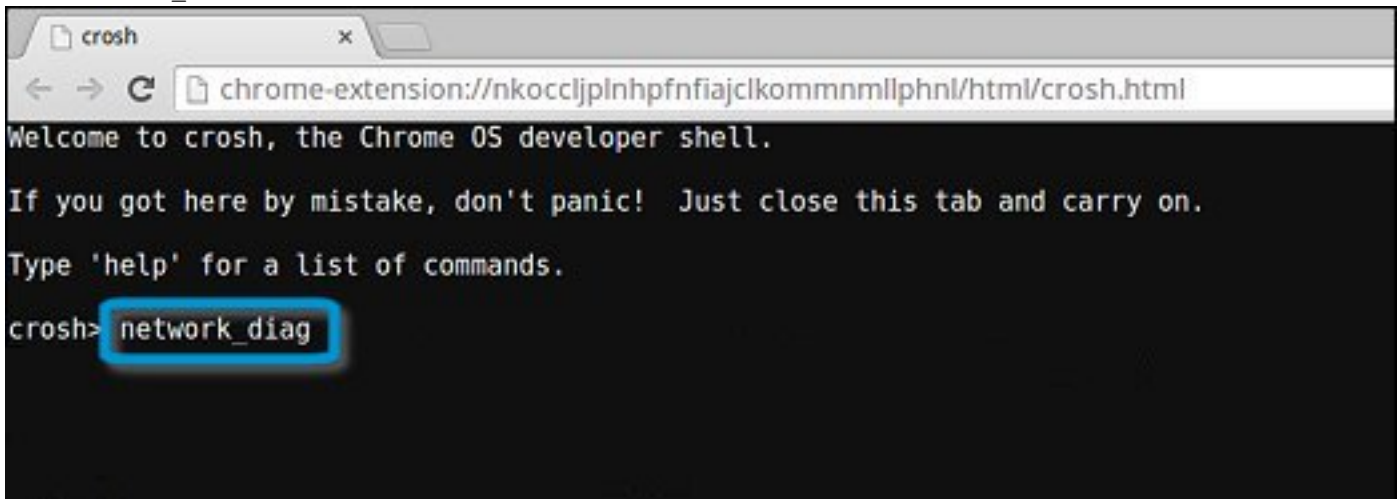 crosh
chrome-extension://nkoccljplnhpfnfiajclkommnmllphnl/html/crosh.html
Welcome to crosh, the Chrome OS developer shell.
If you got here by mistake, don't panic!  Just close this tab and carry on.
Type 'help' for a list of commands.
crosh> network_diag